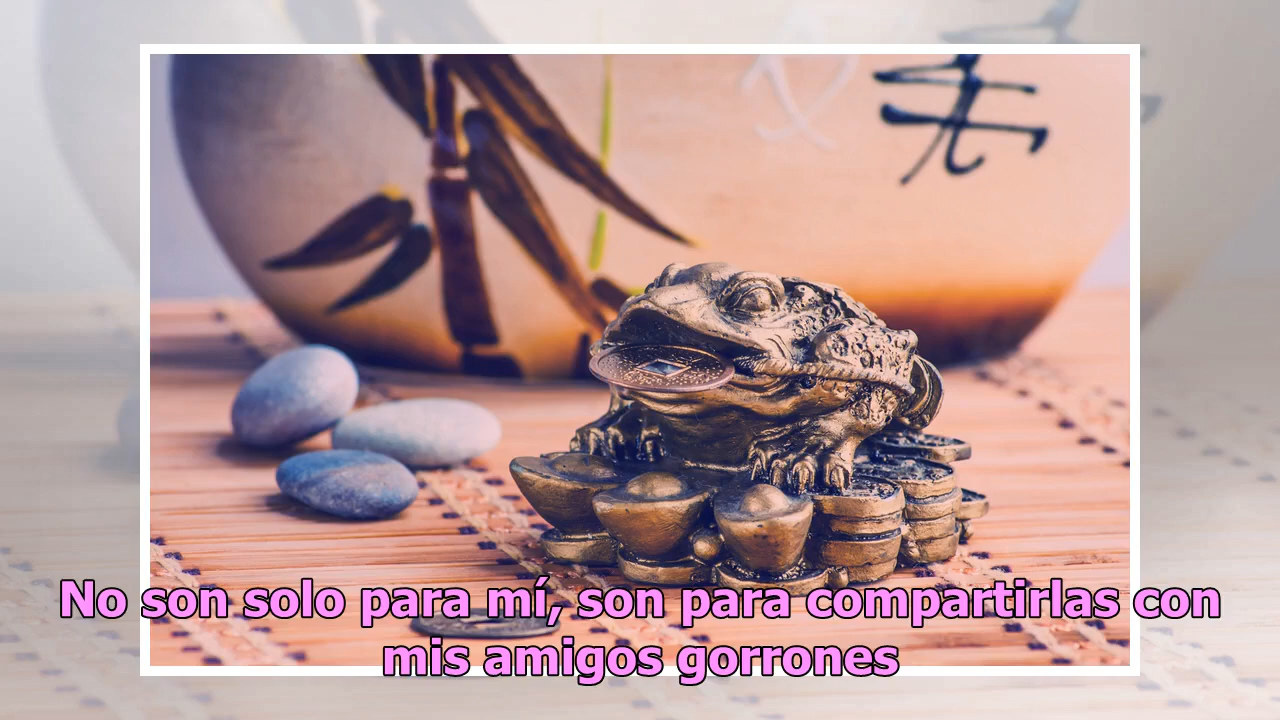 No son solo para mí, son para compartirlas con
mis amigos gorrones